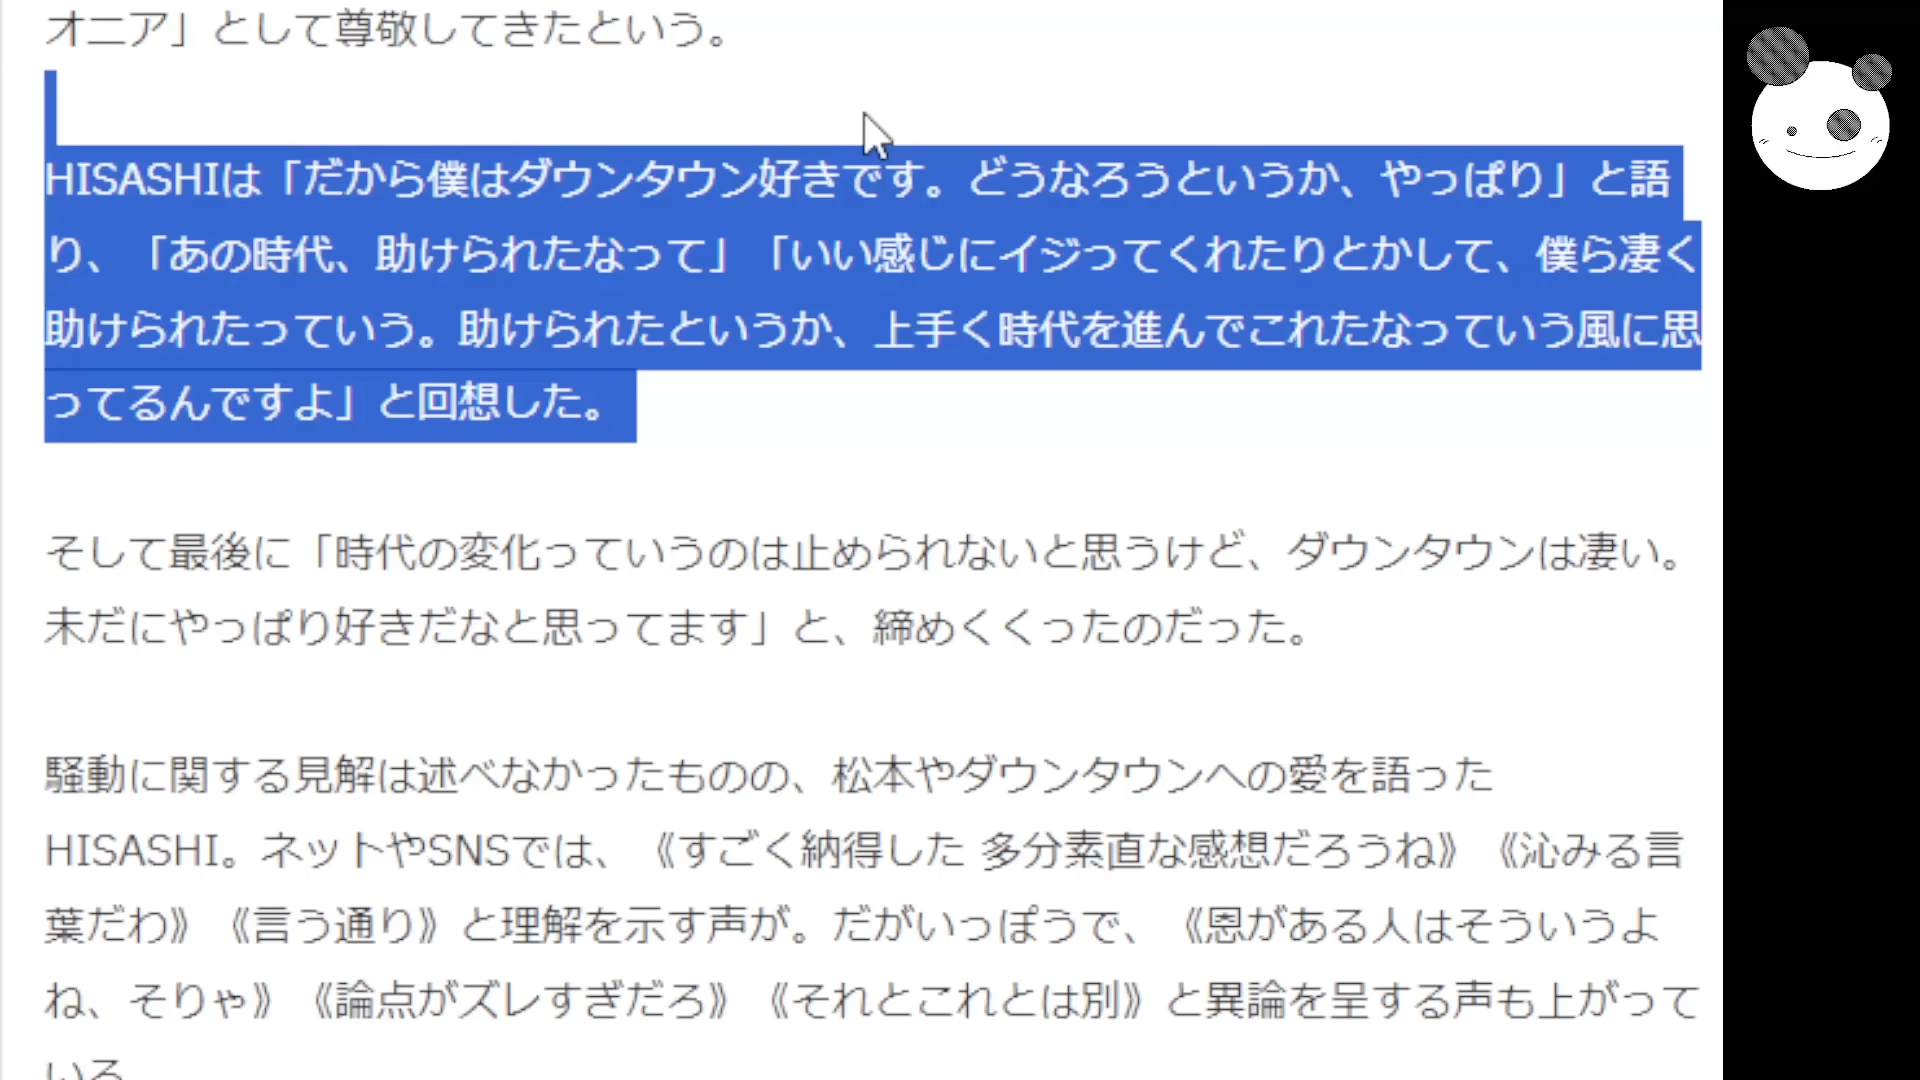 オニア」として尊敬してきたという。
HISASHIは「だから僕はダウンタウン好きです。どうなろうというか、やっぱり」と語
り、「あの時代、助けられたなって」「いい感じにイジってくれたりとかして、僕ら凄く
助けられたっていう。助けられたというか、上手く時代を進んでこれたなっていう風に思
ってるんですよ」と回想した。
そして最後に「時代の変化っていうのは止められないと思うけど、ダウンタウンは凄い。
未だにやっぱり好きだなと思ってます」と、締めくくったのだった。
騒動に関する見解は述べなかったものの、松本やダウンタウンへの愛を語った
HISASHI。ネットやSNSでは、《すごく納得した 多分素直な感想だろうね》《沁みる言
葉だわ》《言う通り》と理解を示す声が。だがいっぽうで、《恩がある人はそういうよ
ね、そりゃ》《論点がズレすぎだろ》《それとこれとは別》と異論を呈する声も上がって
いる